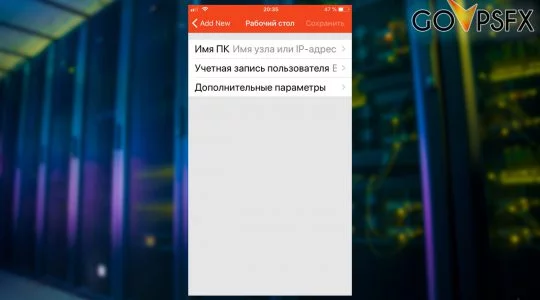 20:35
47 %
Add New
Рабочий стол
Сохранить
Имя ПК Имя узла или IP-адрес
Учетная запись пользователя
Дополнительные параметры
GOVPSFX